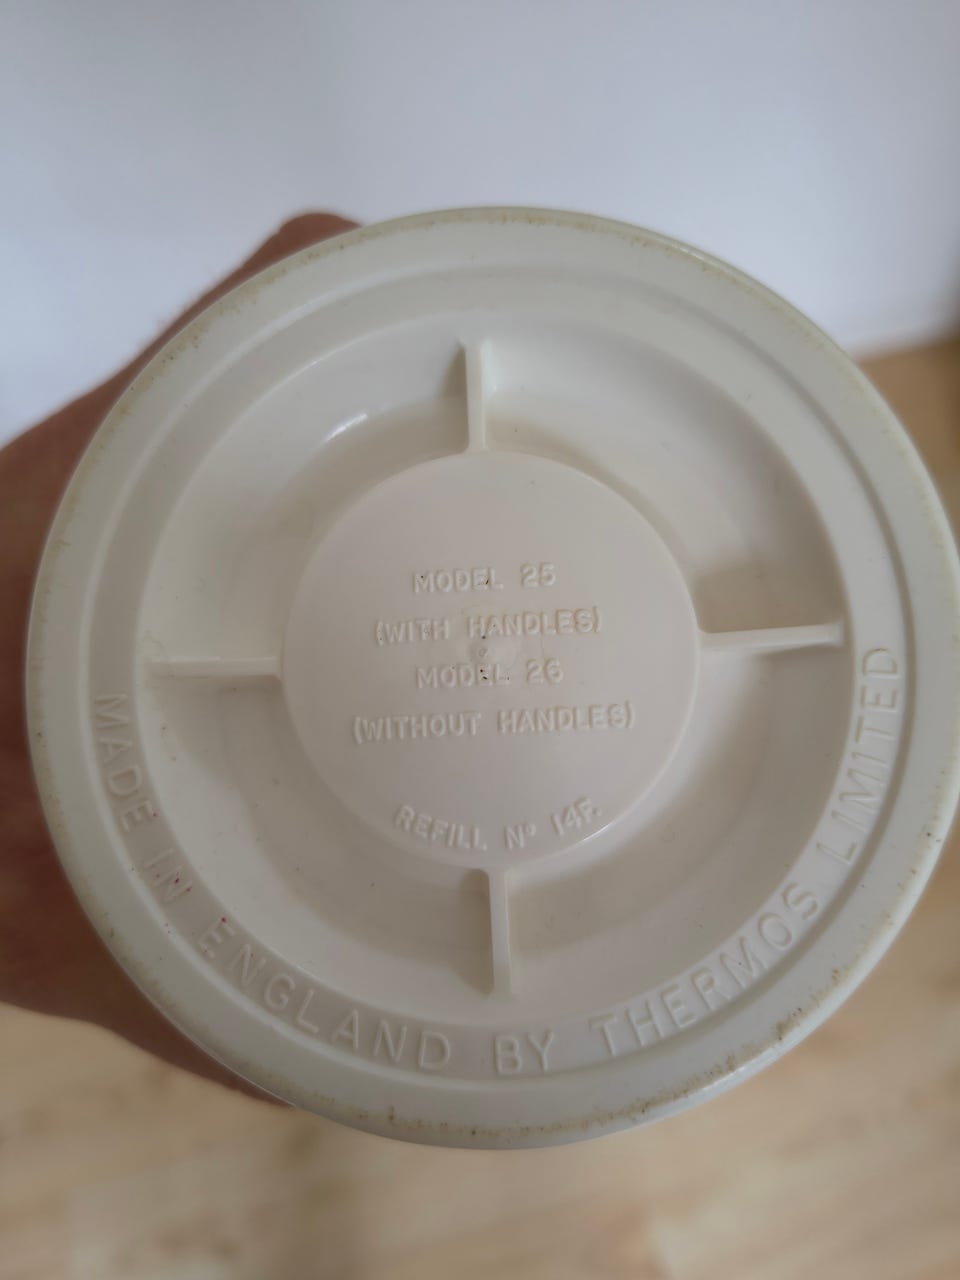 MODEL 25
(WITH HANDLES)
MODEL 26
(WITHOUT HANDLES)
REFILL Nº 14F.
MADE IN ENGLAND BY THERMOS LIMITED